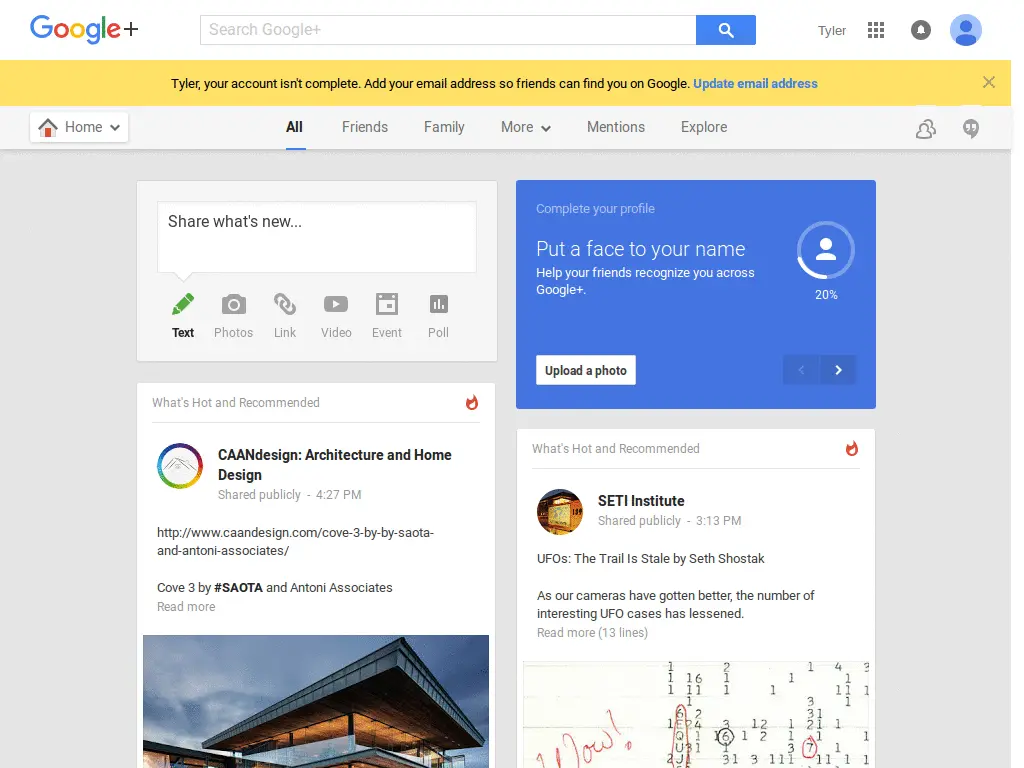 Google+
Search Google+
Tyler
Tyler, your account isn't complete. Add your email address so friends can find you on Google. Update email address
Home
All
Friends
Family
More
Mentions
Explore
Share what's new...
Text
Photos
Link
Video
Event
Poll
Complete your profile
Put a face to your name
Help your friends recognize you across
Google+.
20%
Upload a photo
What's Hot and Recommended
CAANdesign: Architecture and Home
Design
Shared publicly - 4:27 PM
http://www.caandesign.com/cove-3-by-by-saota-
and-antoni-associates/
Cove 3 by #SAOTA and Antoni Associates
Read more
What's Hot and Recommended
SETI Institute
Shared publicly - 3:13 PM
UFOs: The Trail Is Stale by Seth Shostak
As our cameras have gotten better, the number of
interesting UFO cases has lessened.
Read more (13 lines)
Wow!